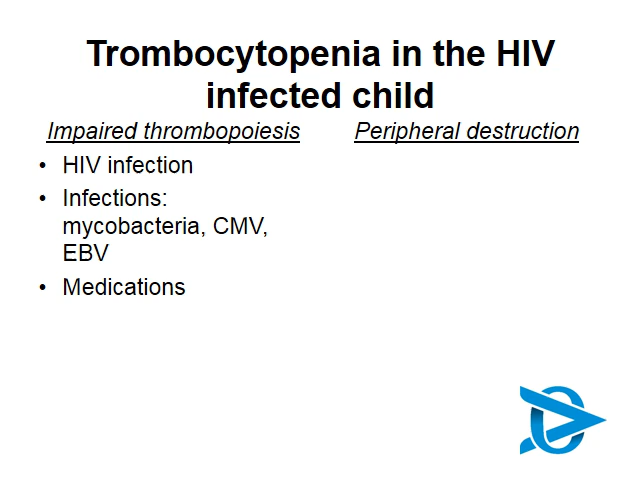 Trombocytopenia in the HIV
infected child
Impaired thrombopoiesis
• HIV infection
• Infections:
mycobacteria, CMV,
EBV
• Medications
Peripheral destruction